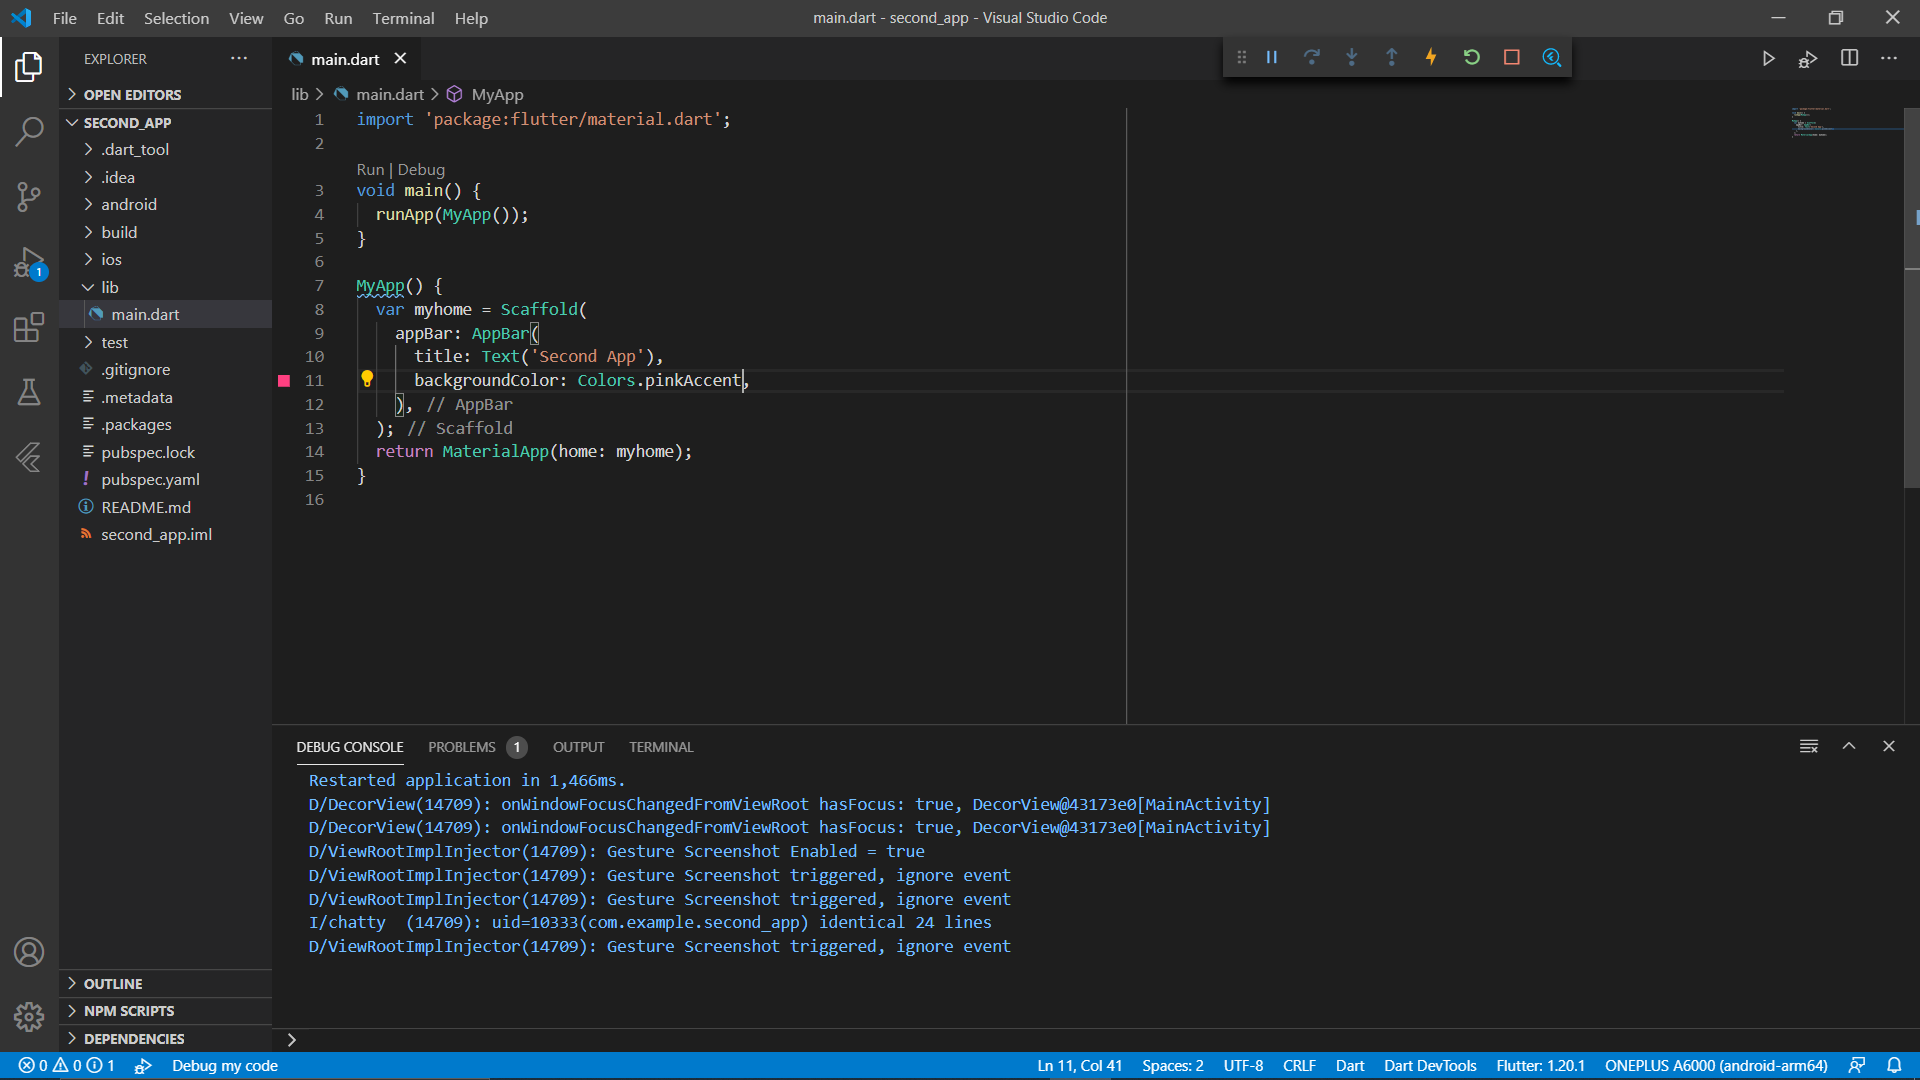 File Edit Selection View Go Run Terminal Help
main.dart - second_app - Visual Studio Code
EXPLORER
main.dart
OPEN EDITORS
SECOND_APP
.dart_tool
.idea
android
build
ios
lib
main.dart
test
.gitignore
.metadata
.packages
pubspec.lock
pubspec.yaml
README.md
second_app.iml
OUTLINE
NPM SCRIPTS
DEPENDENCIES
1
lib > main.dart > MyApp
1 import 'package:flutter/material.dart';
2
Run | Debug
3 void main() {
4 runApp(MyApp());
5 }
6
7 MyApp() {
8 var myhome = Scaffold(
9 appBar: AppBar(
10 title: Text('Second App'),
11 backgroundColor: Colors.pinkAccent,
12 ), // AppBar
13 ); // Scaffold
14 return MaterialApp(home: myhome);
15 }
16
DEBUG CONSOLE PROBLEMS 1 OUTPUT TERMINAL
Restarted application in 1,466ms.
D/DecorView(14709): onWindowFocusChangedFromViewRoot hasFocus: true, DecorView@43173e0[MainActivity]
D/DecorView(14709): onWindowFocusChangedFromViewRoot hasFocus: true, DecorView@43173e0[MainActivity]
D/ViewRootImplInjector(14709): Gesture Screenshot Enabled = true
D/ViewRootImplInjector(14709): Gesture Screenshot triggered, ignore event
D/ViewRootImplInjector(14709): Gesture Screenshot triggered, ignore event
I/chatty  (14709): uid=10333(com.example.second_app) identical 24 lines
D/ViewRootImplInjector(14709): Gesture Screenshot triggered, ignore event
0 0 1 Debug my code Ln 11, Col 41 Spaces: 2 UTF-8 CRLF Dart Dart DevTools Flutter: 1.20.1 ONEPLUS A6000 (android-arm64)